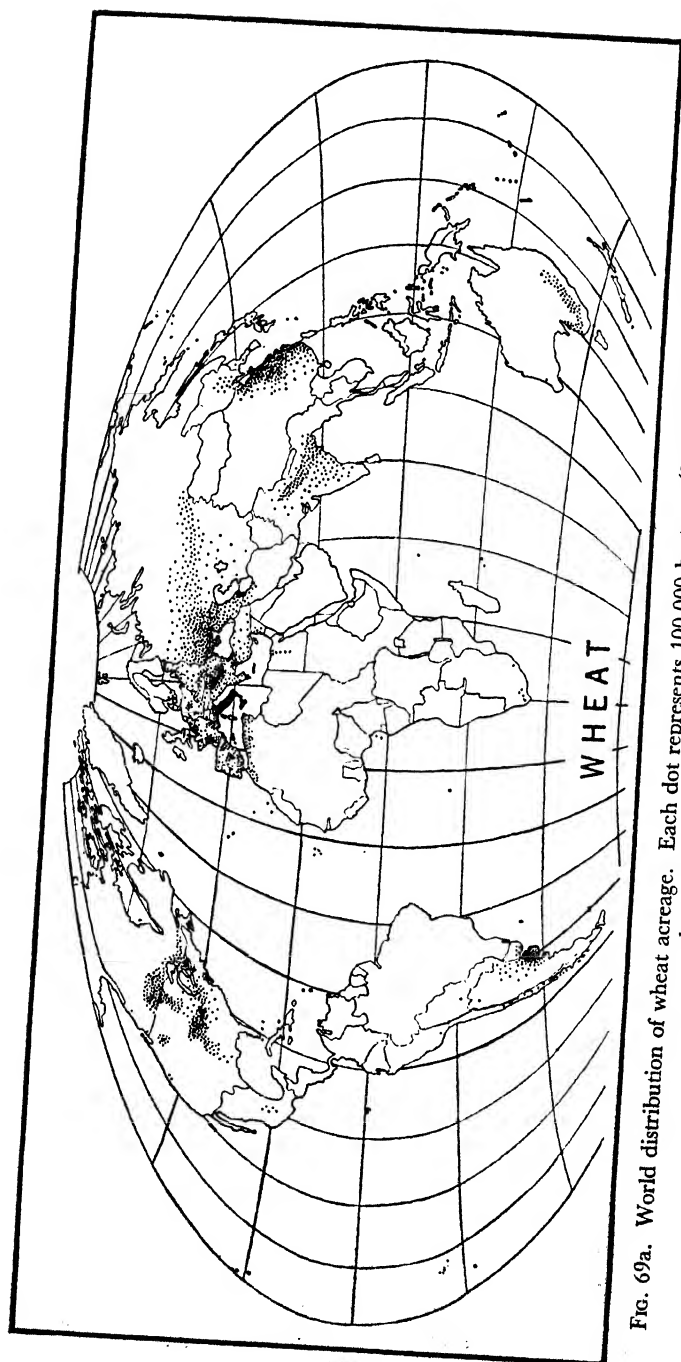 WHEAT
FIG. 69a. World distribution of wheat acreage. Each dot represents 100,000